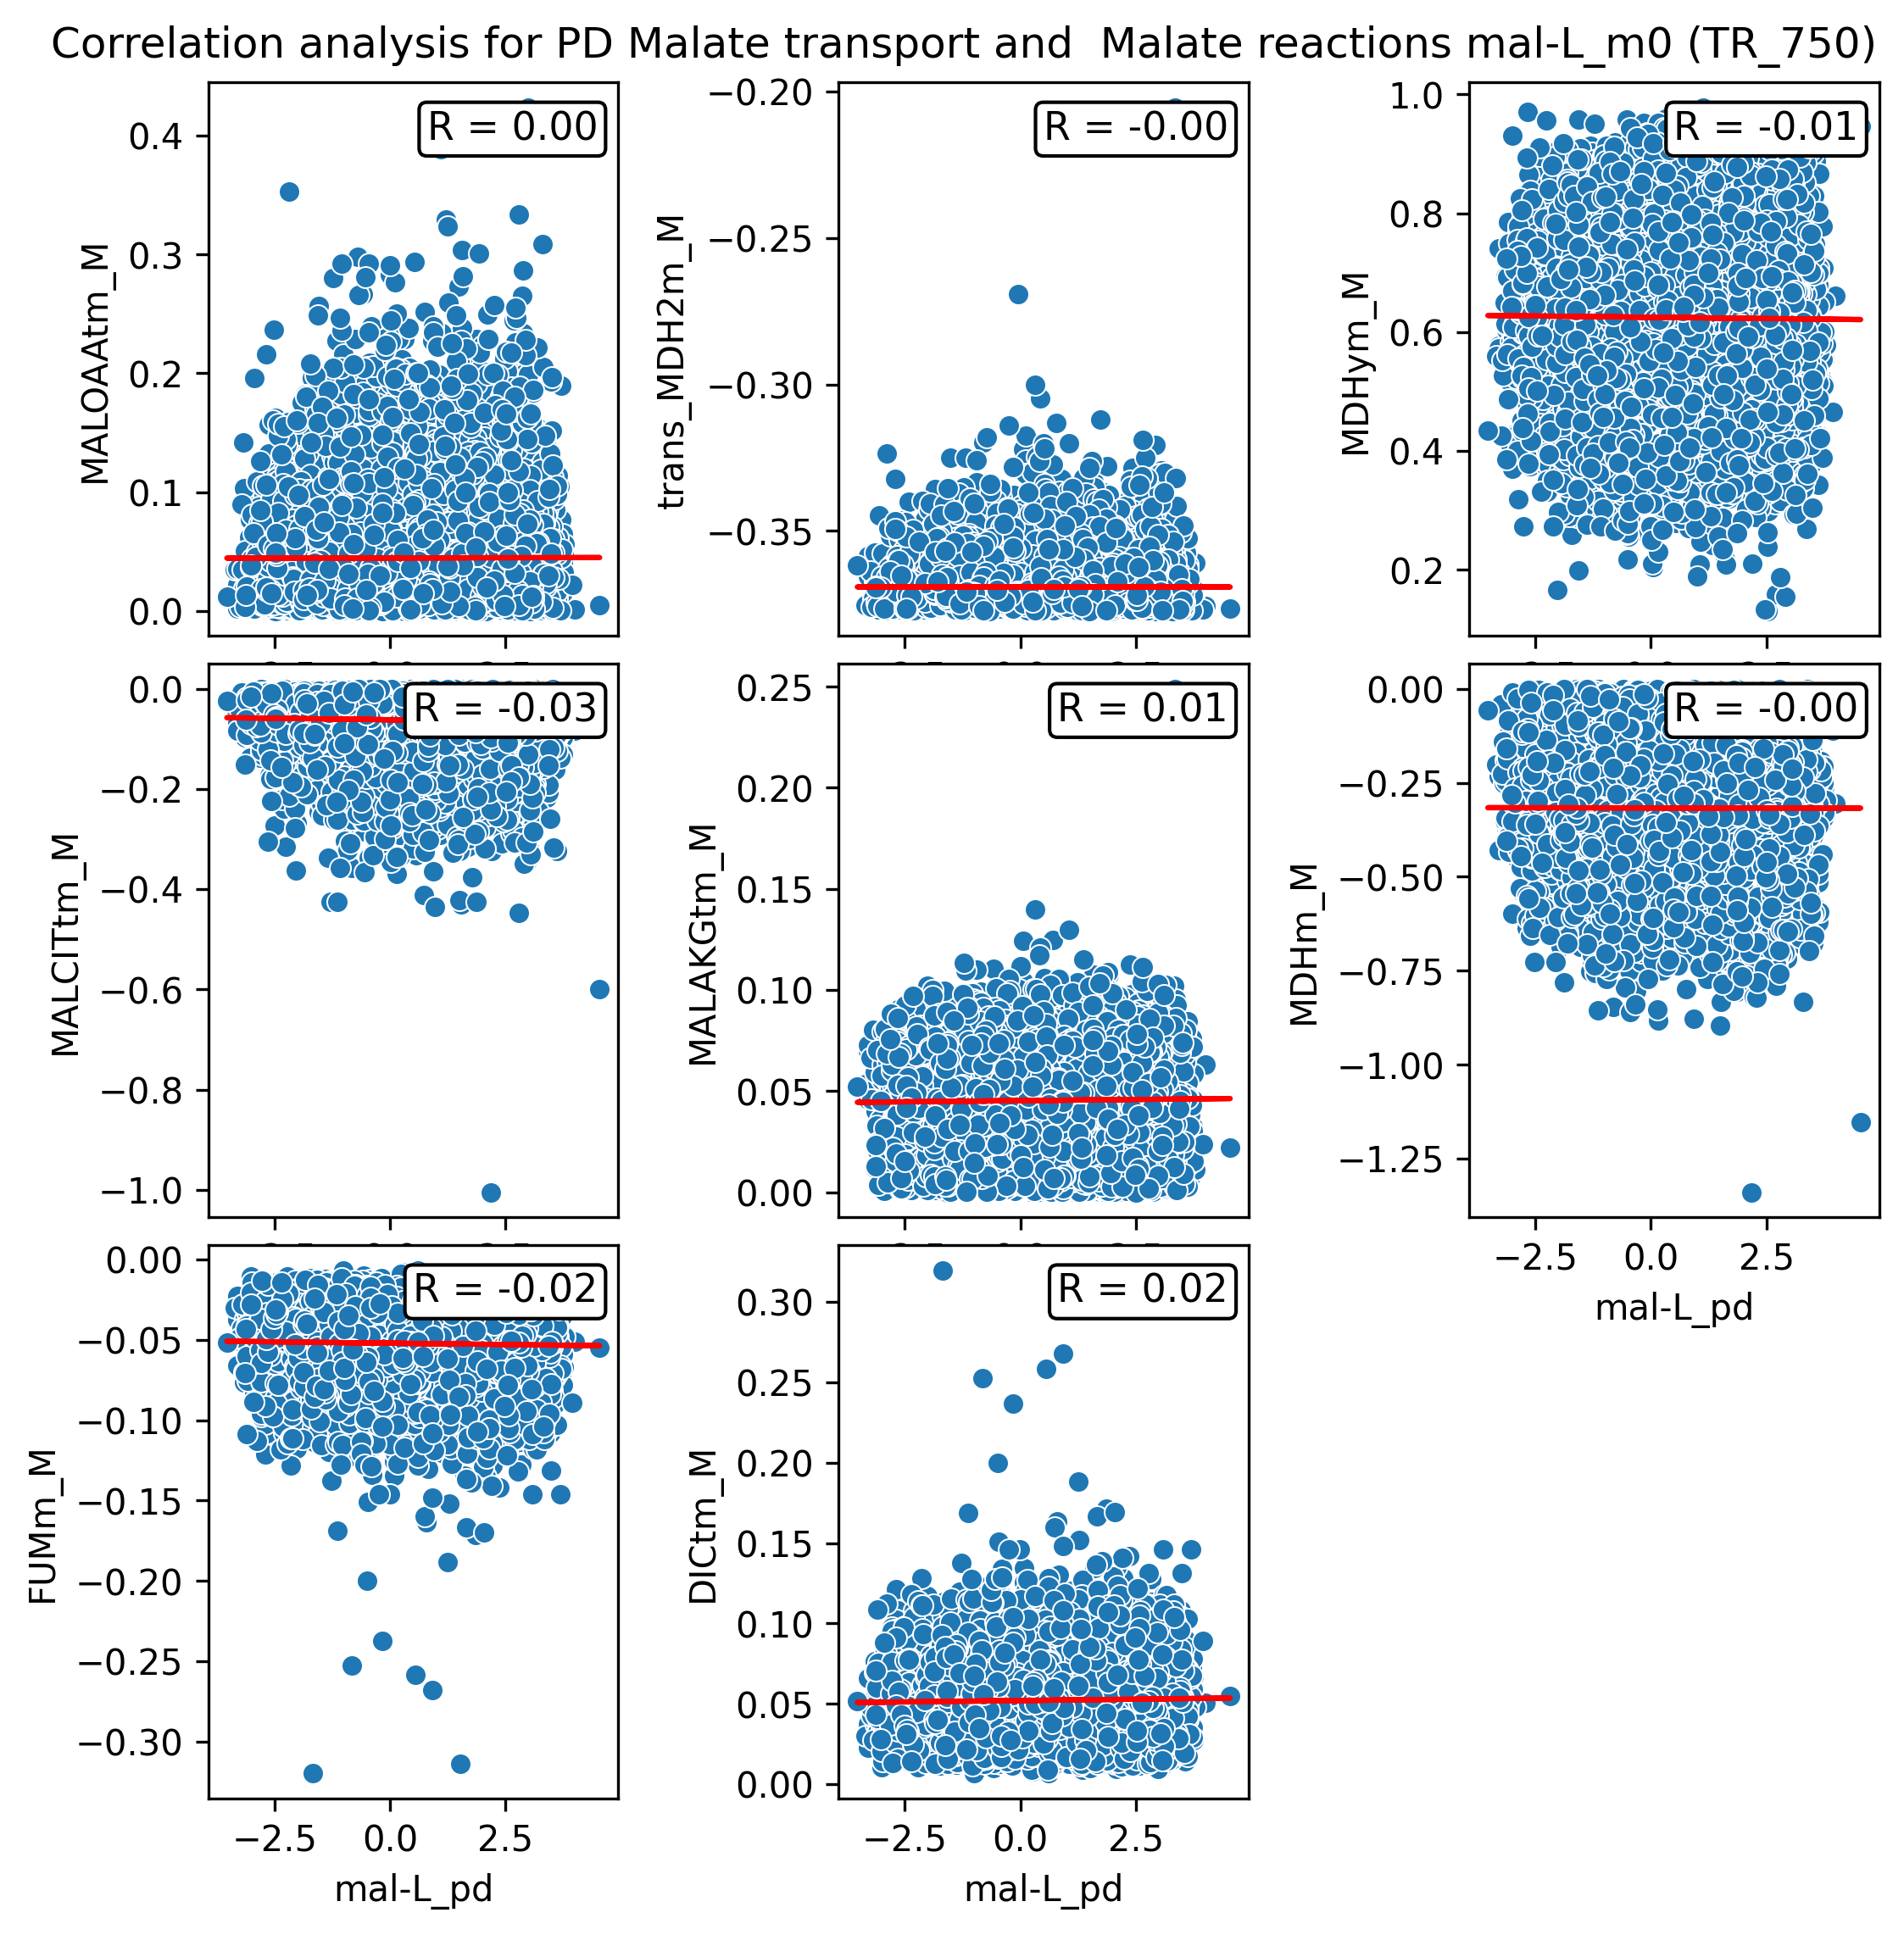 Correlation analysis for PD Malate transport and  Malate reactions mal-L_m0 (TR_750)
R = 0.00
MALOAAtm_M
0.4
0.3
0.2
0.1
0.0
R = -0.00
trans_MDH2m_M
−0.20
−0.25
−0.30
−0.35
R = -0.01
MDHym_M
1.0
0.8
0.6
0.4
0.2
R = -0.03
MALCITtm_M
0.0
−0.2
−0.4
−0.6
−0.8
−1.0
R = 0.01
MALAKGtm_M
0.25
0.20
0.15
0.10
0.05
0.00
R = -0.00
MDHm_M
0.00
−0.25
−0.50
−0.75
−1.00
−1.25
−2.5 0.0 2.5
mal-L_pd
R = -0.02
FUMm_M
0.00
−0.05
−0.10
−0.15
−0.20
−0.25
−0.30
−2.5 0.0 2.5
mal-L_pd
R = 0.02
DICtm_M
0.30
0.25
0.20
0.15
0.10
0.05
0.00
−2.5 0.0 2.5
mal-L_pd